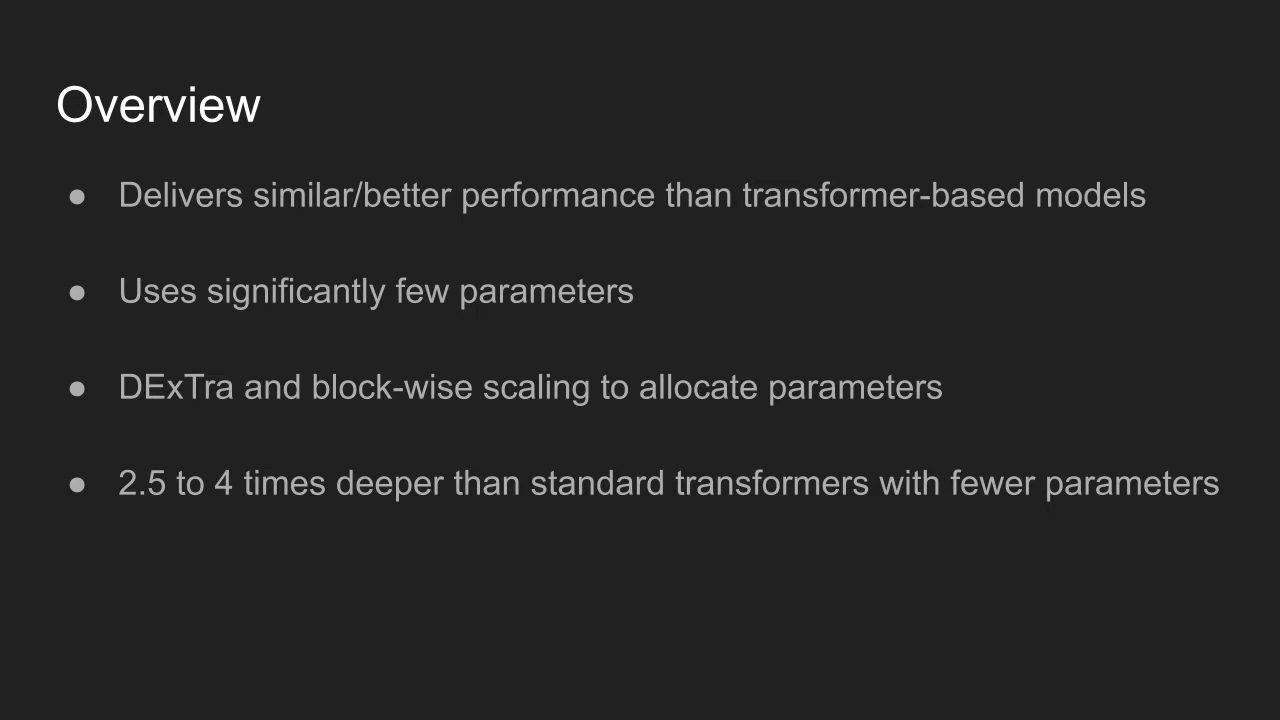 Overview
● Delivers similar/better performance than transformer-based models
● Uses significantly few parameters
● DExTra and block-wise scaling to allocate parameters
● 2.5 to 4 times deeper than standard transformers with fewer parameters